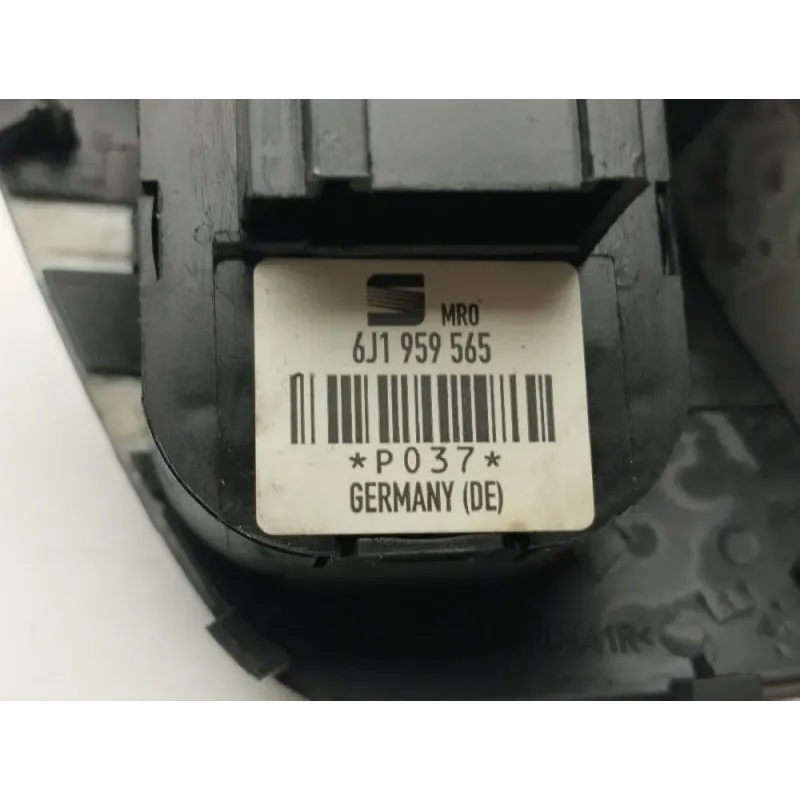 MRO
6J1 959 565
*P037*
GERMANY (DE)
E